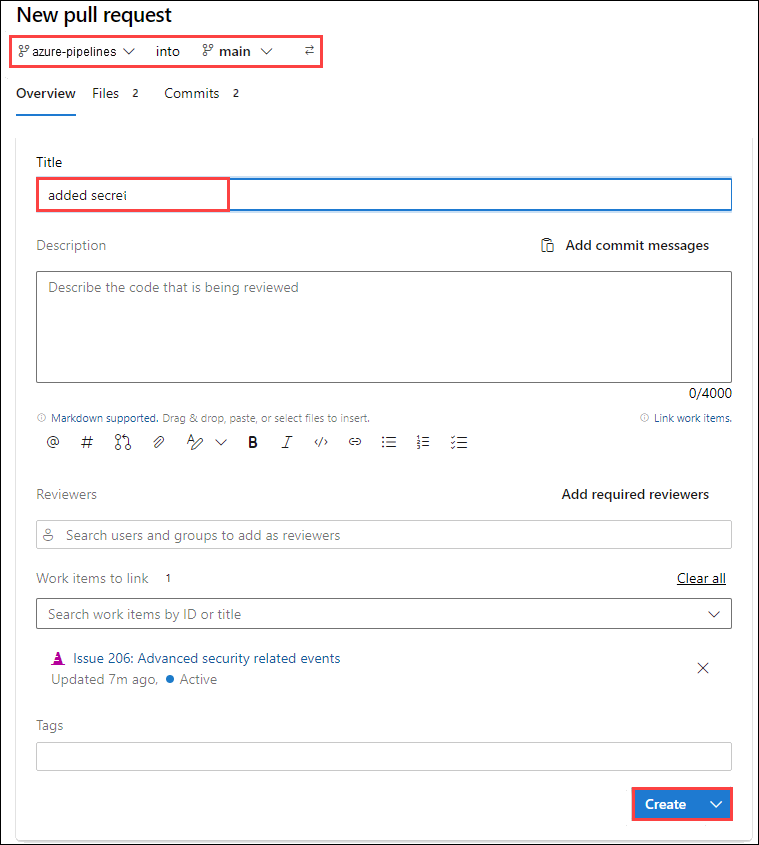 New pull request
azure-pipelines into main
Overview Files 2 Commits 2
Title
added secret
Description Add commit messages
Describe the code that is being reviewed
0/4000
Markdown supported. Drag & drop, paste, or select files to insert. Link work items.
@ # B I </>
Reviewers Add required reviewers
Search users and groups to add as reviewers
Work items to link 1 Clear all
Search work items by ID or title
Issue 206: Advanced security related events
Updated 7m ago, Active
Tags
Create